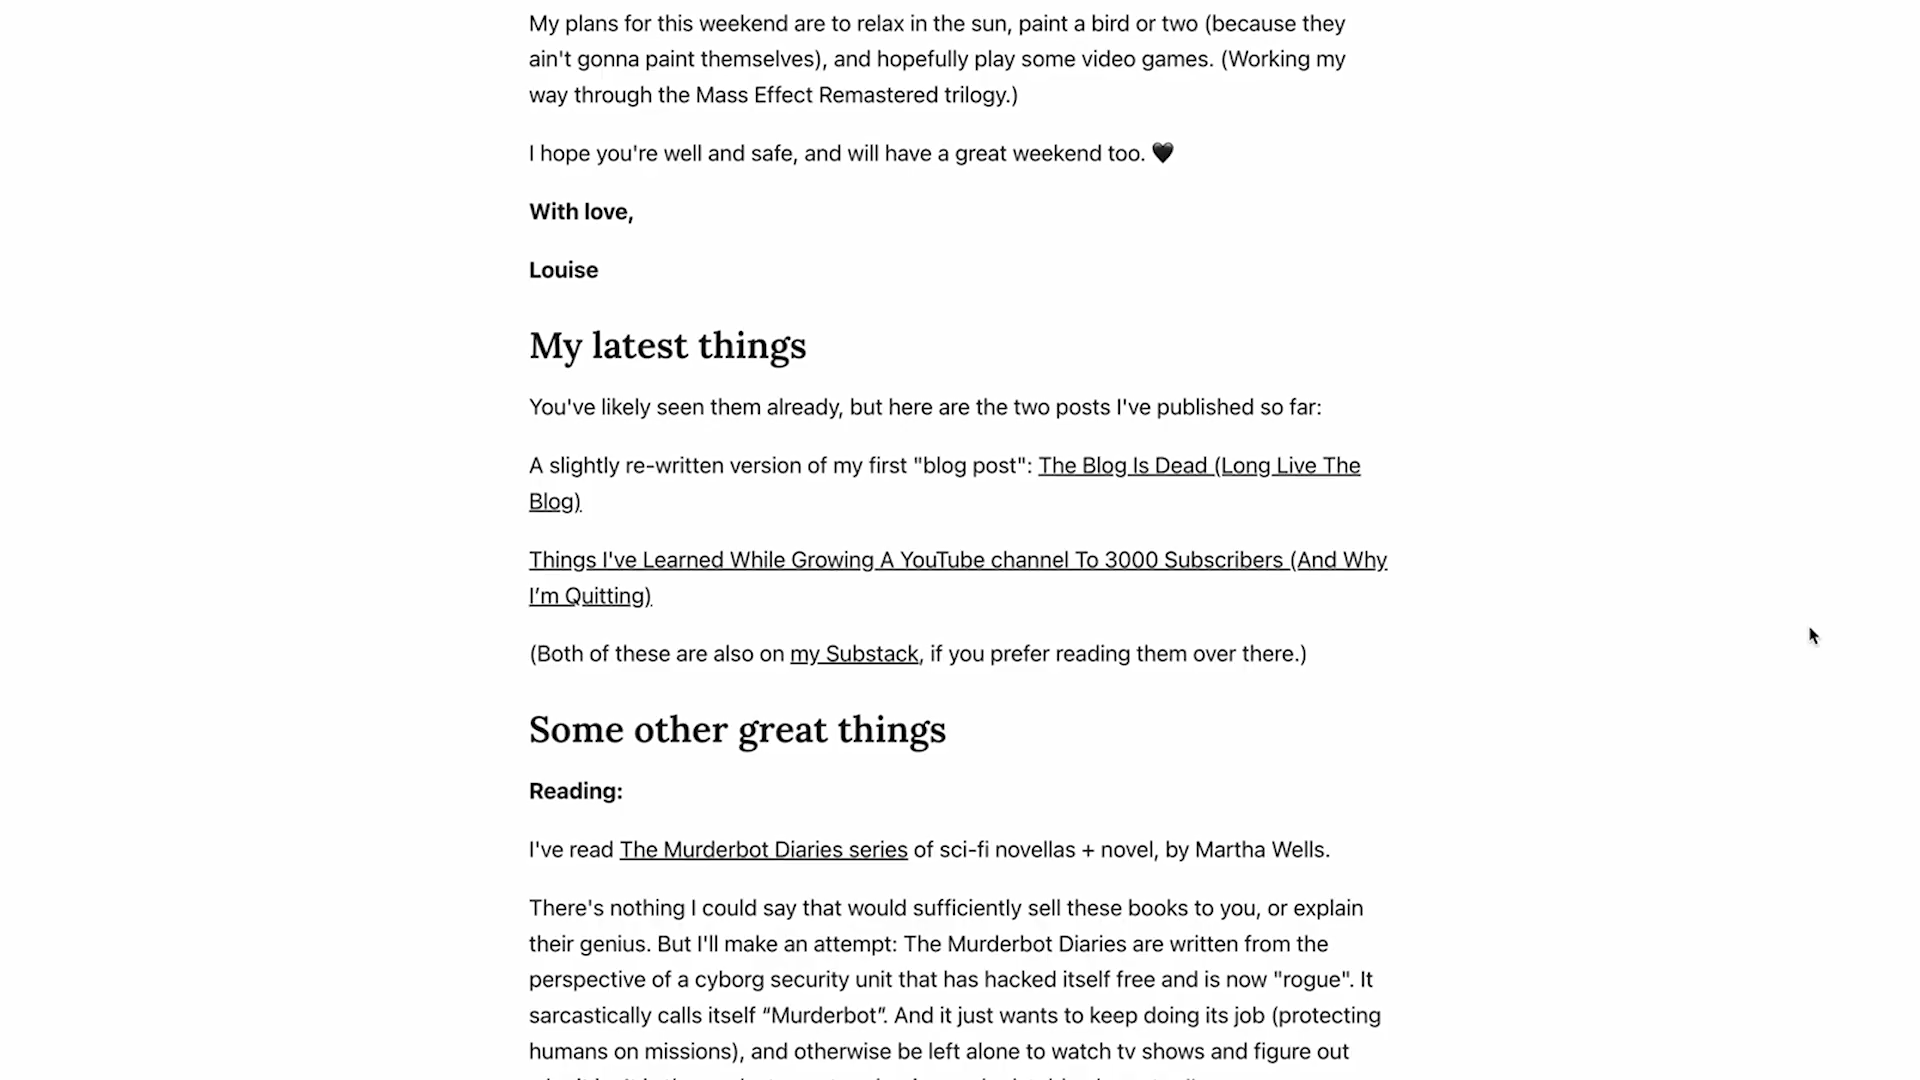 My plans for this weekend are to relax in the sun, paint a bird or two (because they
ain't gonna paint themselves), and hopefully play some video games. (Working my
way through the Mass Effect Remastered trilogy.)
I hope you're well and safe, and will have a great weekend too. 🖤
With love,
Louise
My latest things
You've likely seen them already, but here are the two posts I've published so far:
A slightly re-written version of my first "blog post": The Blog Is Dead (Long Live The
Blog)
Things I've Learned While Growing A YouTube channel To 3000 Subscribers (And Why
I’m Quitting)
(Both of these are also on my Substack, if you prefer reading them over there.)
Some other great things
Reading:
I've read The Murderbot Diaries series of sci-fi novellas + novel, by Martha Wells.
There's nothing I could say that would sufficiently sell these books to you, or explain
their genius. But I'll make an attempt: The Murderbot Diaries are written from the
perspective of a cyborg security unit that has hacked itself free and is now "rogue". It
sarcastically calls itself “Murderbot”. And it just wants to keep doing its job (protecting
humans on missions), and otherwise be left alone to watch tv shows and figure out